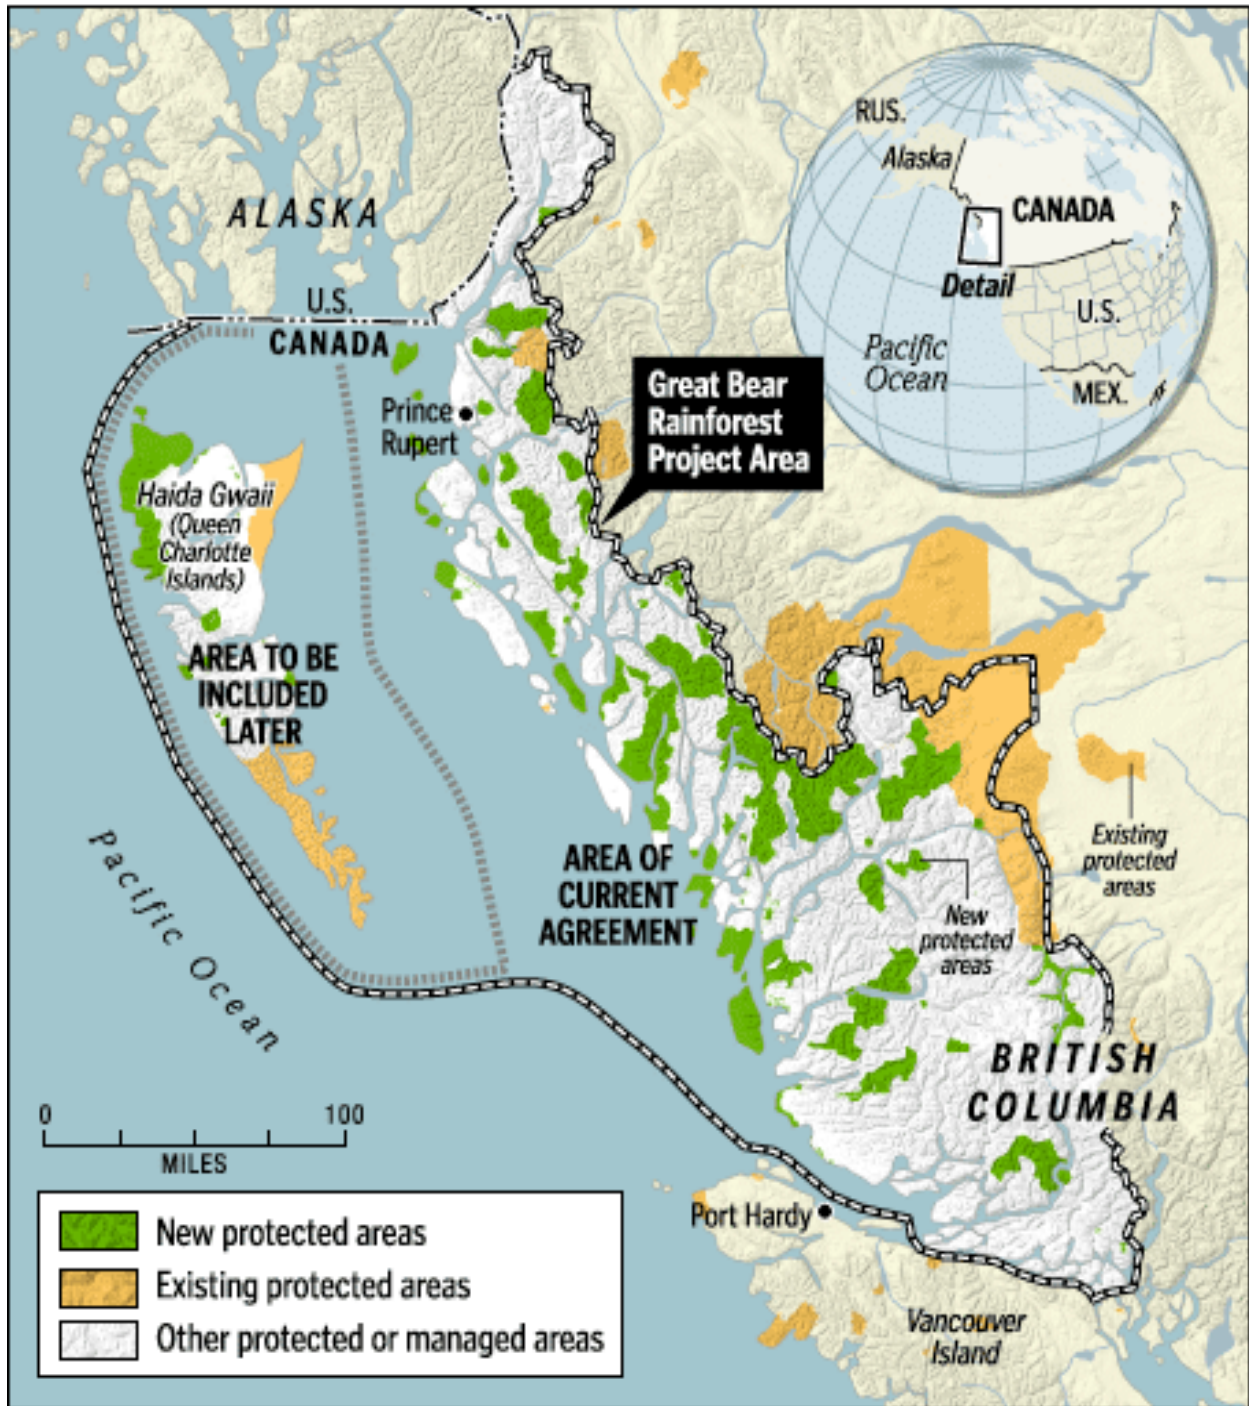 RUS.
Alaska
CANADA
Detail
U.S.
Pacific
Ocean
MEX.
ALASKA
U.S.
CANADA
Prince
Rupert
Great Bear
Rainforest
Project Area
Haida Gwaii
(Queen
Charlotte
Islands)
AREA TO BE
INCLUDED
LATER
Pacific Ocean
AREA OF
CURRENT
AGREEMENT
Existing
protected
areas
New
protected
areas
BRITISH
COLUMBIA
0 100
MILES
Port Hardy
Vancouver
Island
New protected areas
Existing protected areas
Other protected or managed areas